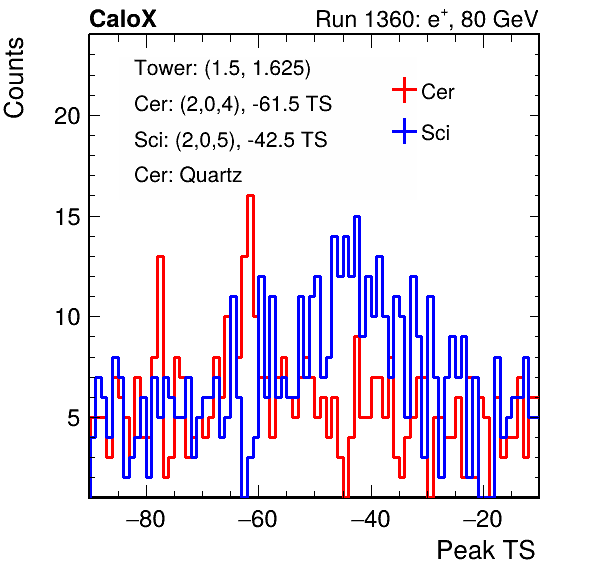 CaloX Run 1360: e⁺, 80 GeV
Counts
Tower: (1.5, 1.625)
Cer: (2,0,4), -61.5 TS
Sci: (2,0,5), -42.5 TS
Cer: Quartz
Cer
Sci
20
15
10
5
−80 −60 −40 −20
Peak TS